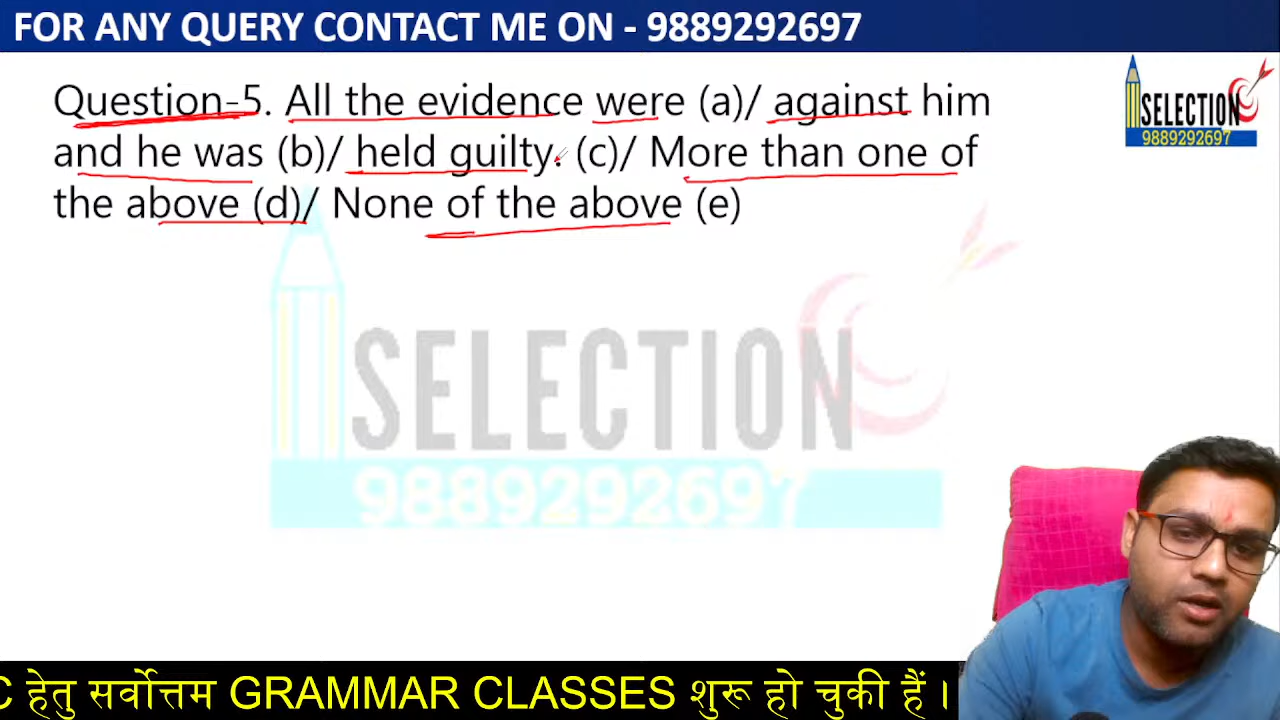 FOR ANY QUERY CONTACT ME ON - 9889292697
SELECTION
9889292697
Question-5. All the evidence were (a)/ against him
and he was (b)/ held guilty. (c)/ More than one of
the above (d)/ None of the above (e)
SELECTION
9889292697
C हेतु सर्वोत्तम GRAMMAR CLASSES शुरू हो चुकी हैं।